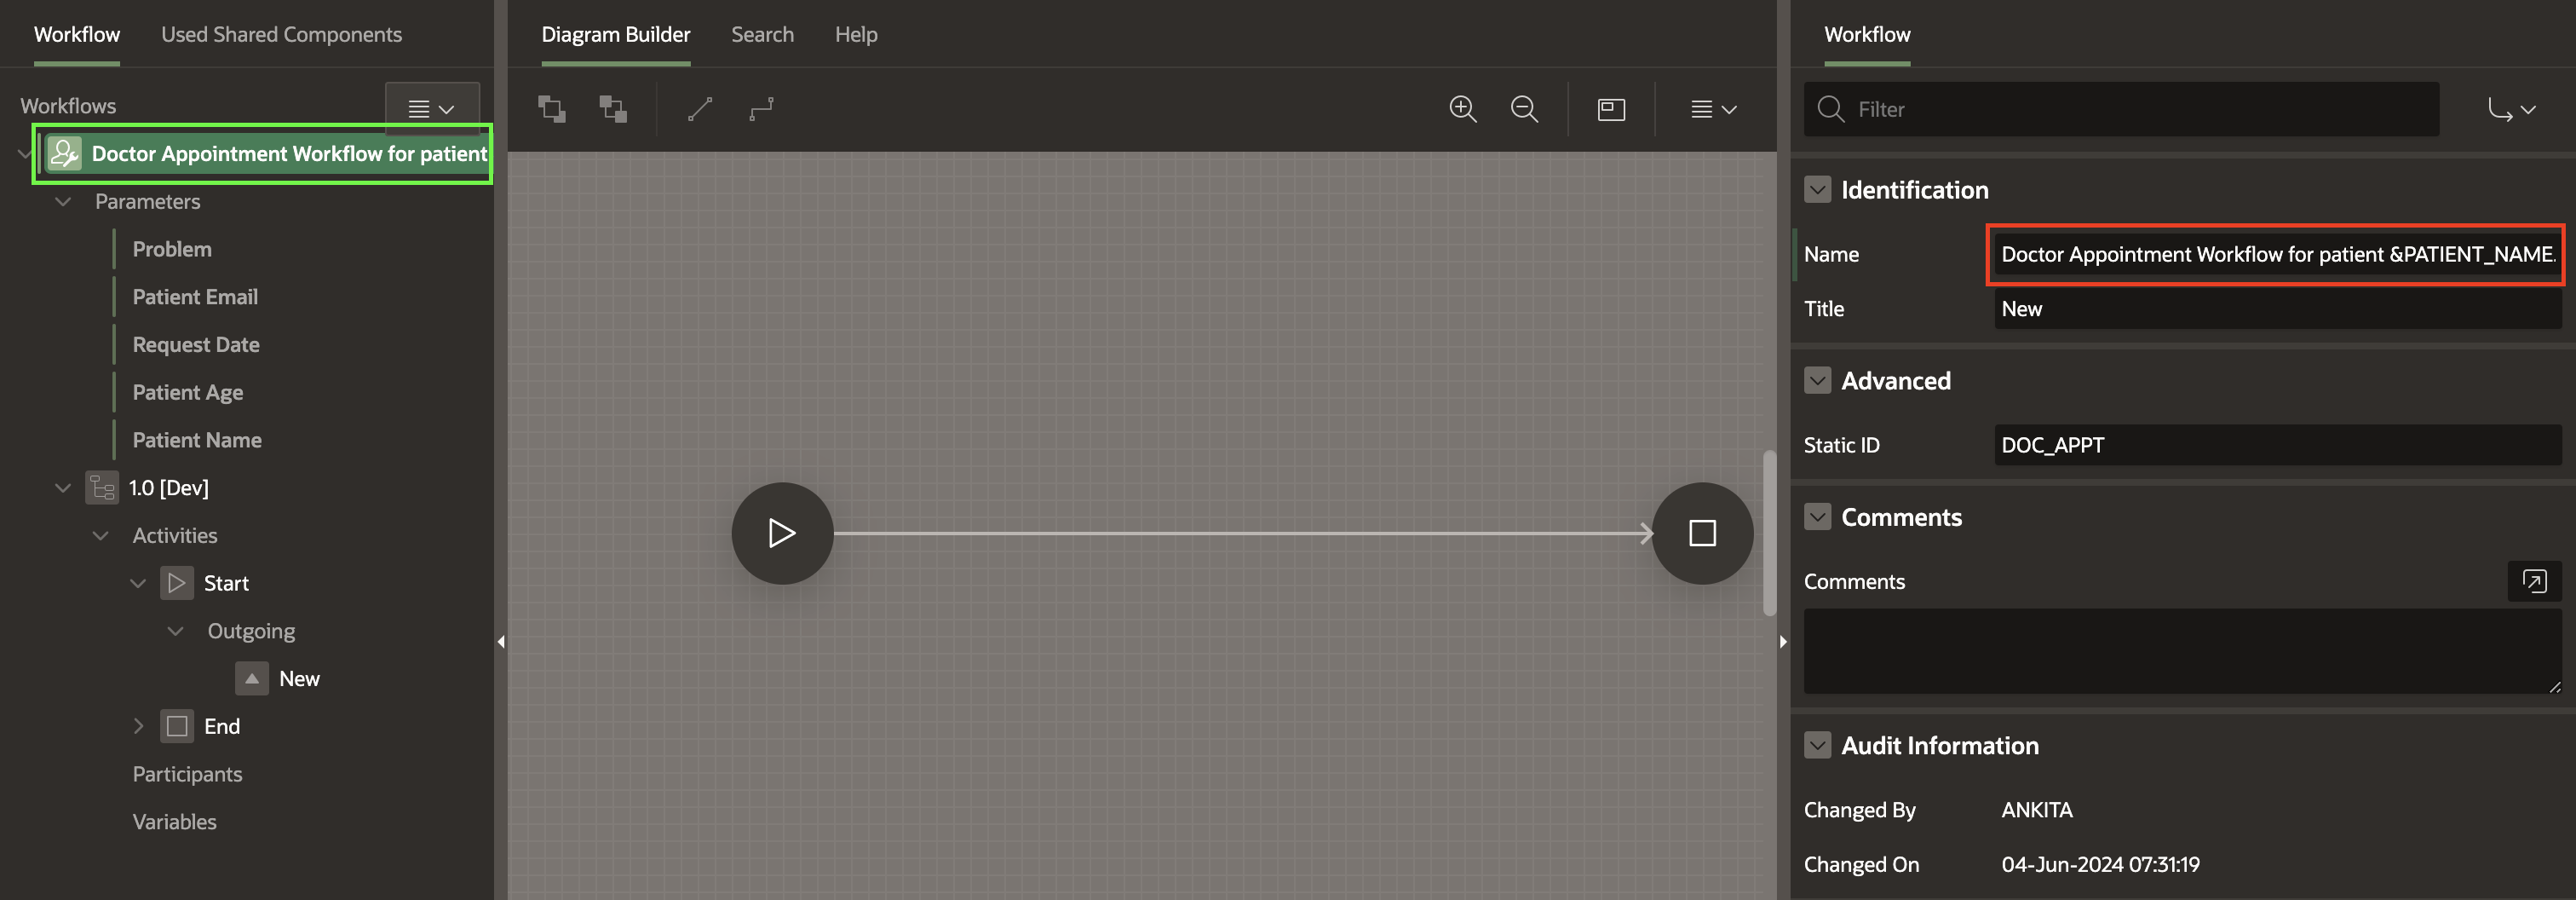 Workflow
Used Shared Components
Workflows
Doctor Appointment Workflow for patient
Parameters
Problem
Patient Email
Request Date
Patient Age
Patient Name
1.0 [Dev]
Activities
Start
Outgoing
New
End
Participants
Variables
Diagram Builder
Search
Help
Workflow
Filter
Identification
Name
Doctor Appointment Workflow for patient &PATIENT_NAME.
Title
New
Advanced
Static ID
DOC_APPT
Comments
Comments
Audit Information
Changed By
ANKITA
Changed On
04-Jun-2024 07:31:19